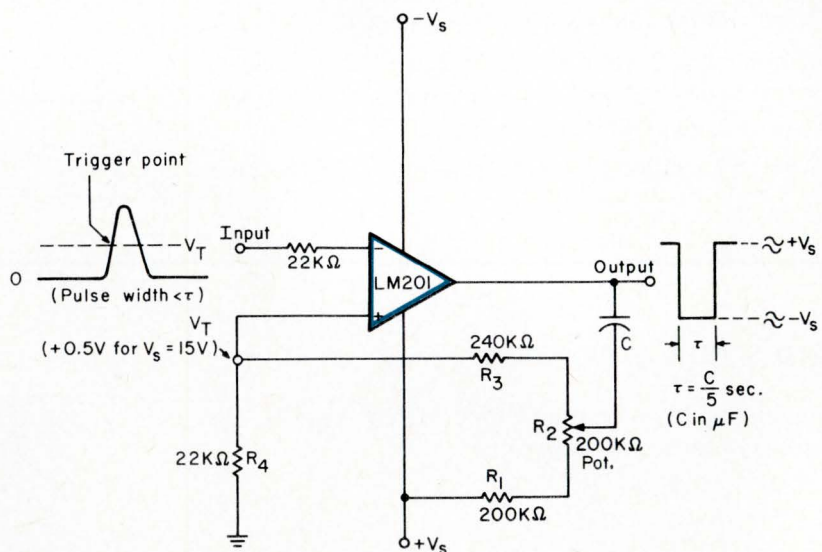 −Vs
Trigger point
VT
Input
22KΩ
LM201
−
+
0
(Pulse width<τ)
VT
(+0.5V for Vs=15V)
Output
≈+Vs
≈−Vs
τ
τ = C/5 sec.
(C in μF)
C
240KΩ
R3
R2
200KΩ
Pot.
22KΩ R4
R1
200KΩ
+Vs